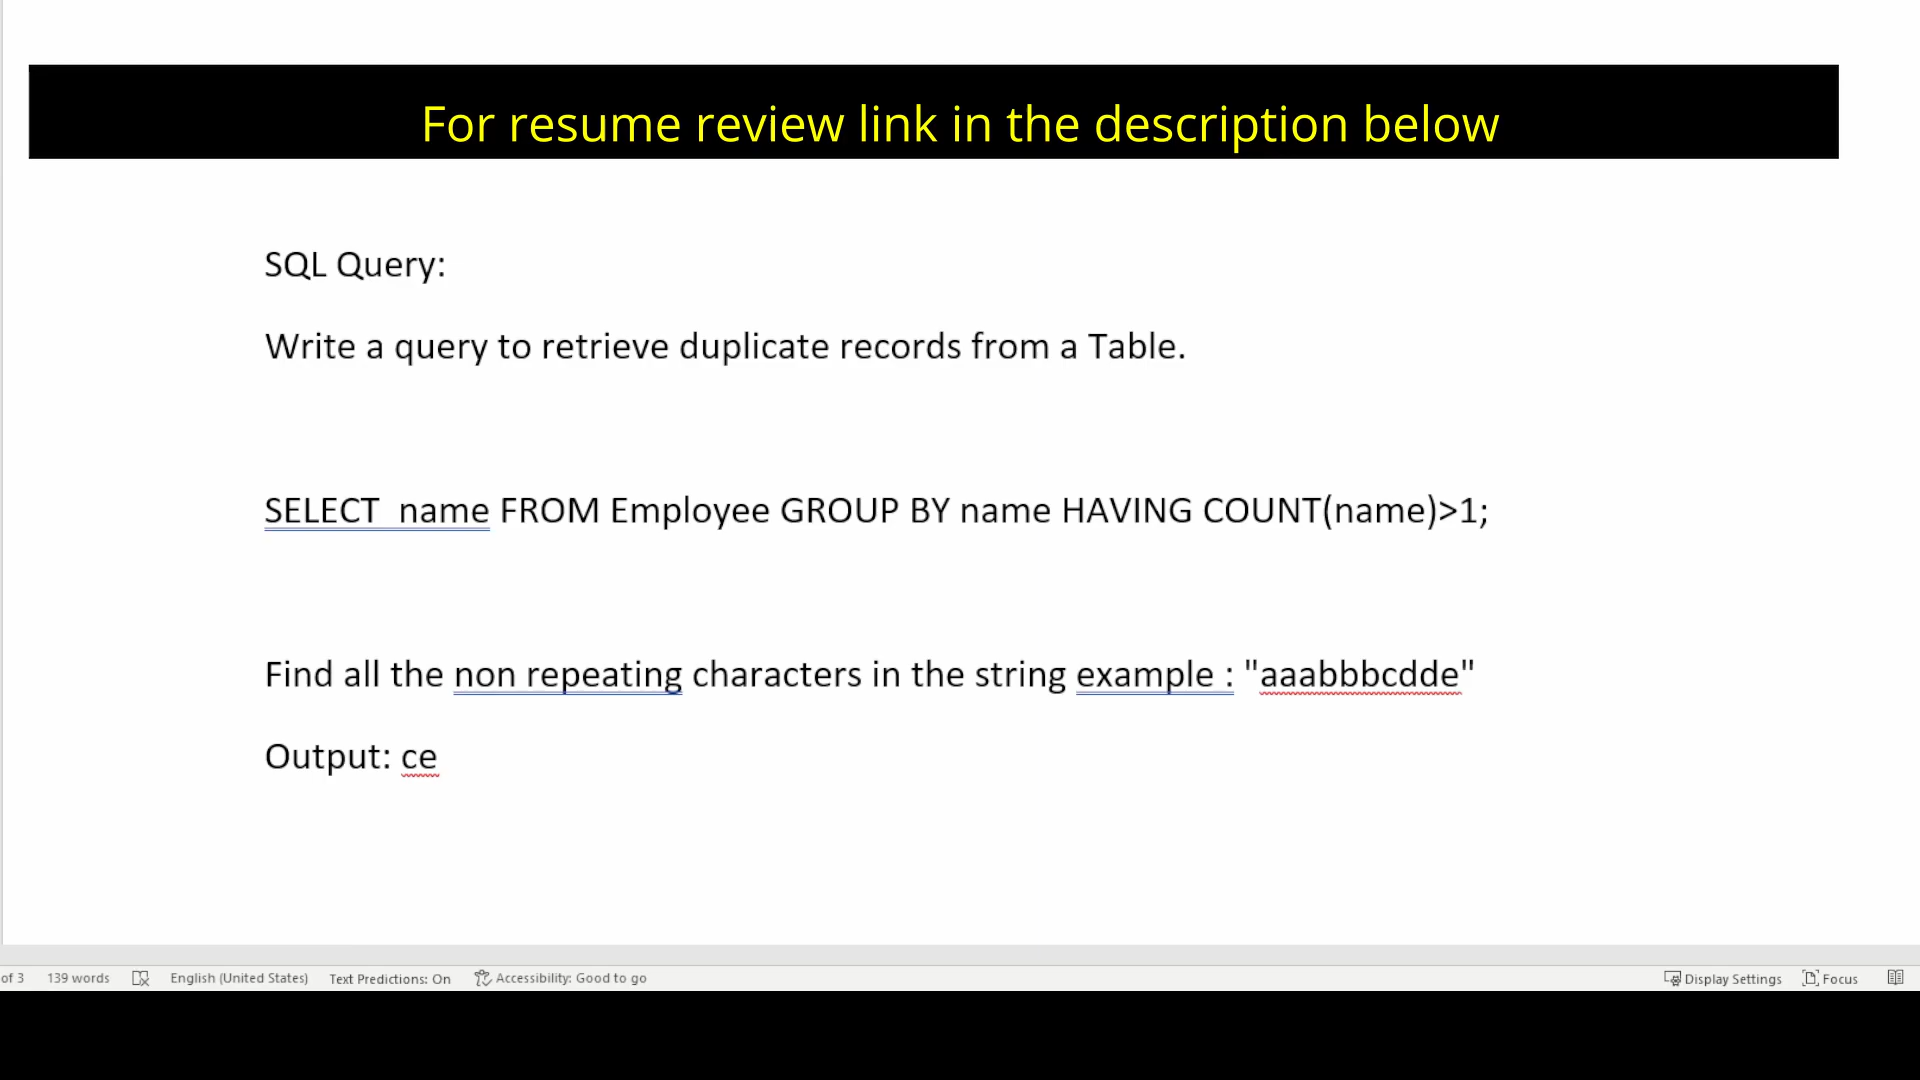 For resume review link in the description below
SQL Query:
Write a query to retrieve duplicate records from a Table.
SELECT  name FROM Employee GROUP BY name HAVING COUNT(name)>1;
Find all the non repeating characters in the string example : "aaabbbcdde"
Output: ce
of 3 139 words English (United States) Text Predictions: On Accessibility: Good to go Display Settings Focus